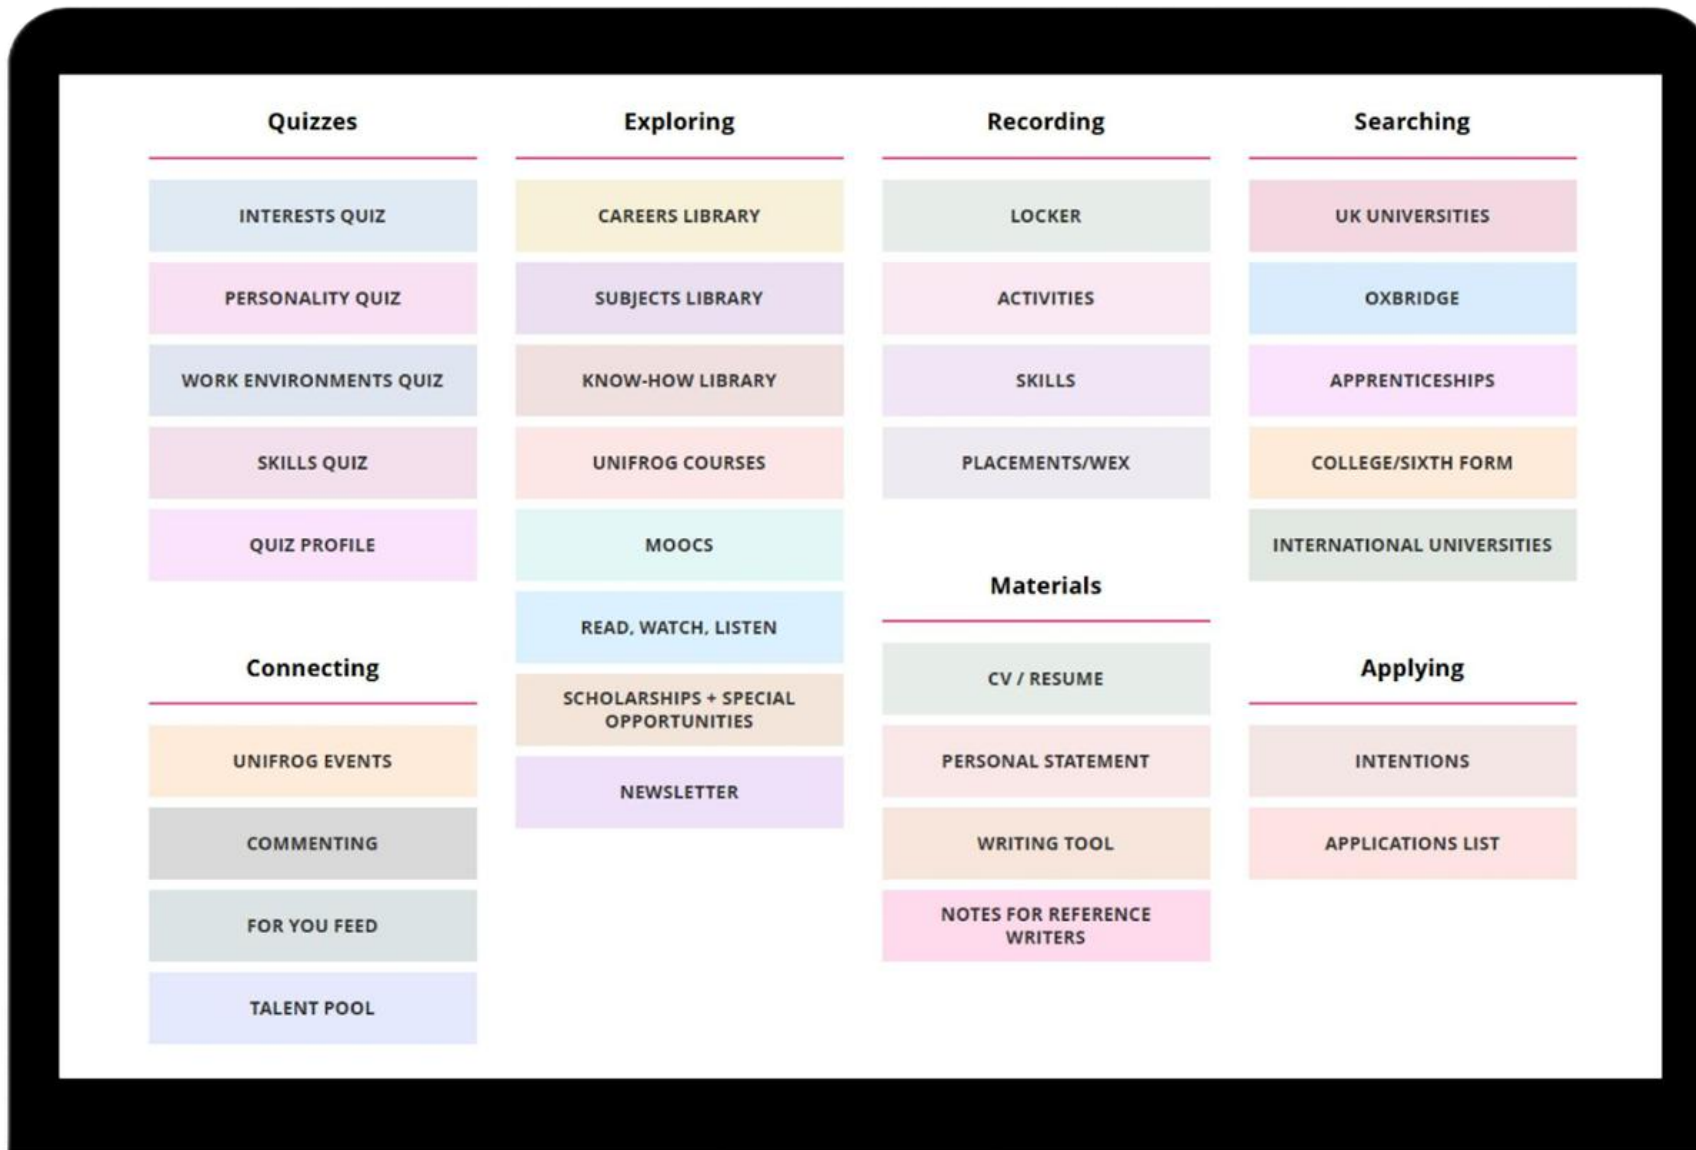 Quizzes
INTERESTS QUIZ
PERSONALITY QUIZ
WORK ENVIRONMENTS QUIZ
SKILLS QUIZ
QUIZ PROFILE
Connecting
UNIFROG EVENTS
COMMENTING
FOR YOU FEED
TALENT POOL
Exploring
CAREERS LIBRARY
SUBJECTS LIBRARY
KNOW-HOW LIBRARY
UNIFROG COURSES
MOOCS
READ, WATCH, LISTEN
SCHOLARSHIPS + SPECIAL
OPPORTUNITIES
NEWSLETTER
Recording
LOCKER
ACTIVITIES
SKILLS
PLACEMENTS/WEX
Materials
CV / RESUME
PERSONAL STATEMENT
WRITING TOOL
NOTES FOR REFERENCE
WRITERS
Searching
UK UNIVERSITIES
OXBRIDGE
APPRENTICESHIPS
COLLEGE/SIXTH FORM
INTERNATIONAL UNIVERSITIES
Applying
INTENTIONS
APPLICATIONS LIST